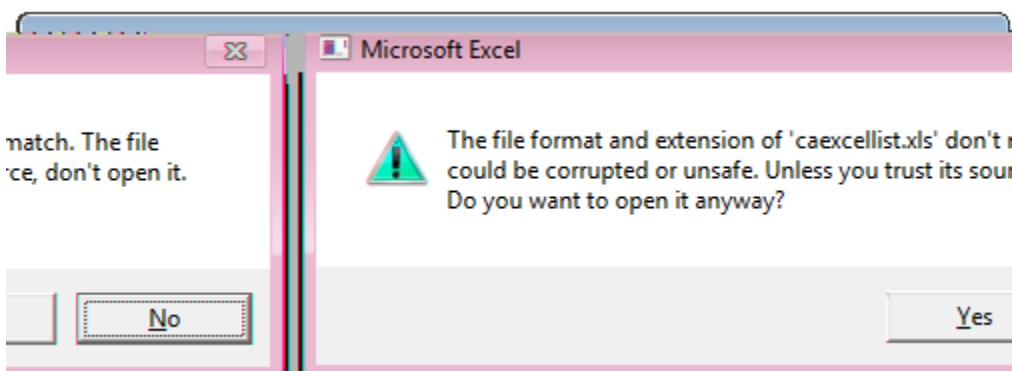 Microsoft Excel
match. The file
rce, don't open it.
The file format and extension of 'caexcellist.xls' don't
could be corrupted or unsafe. Unless you trust its sour
Do you want to open it anyway?
No
Yes